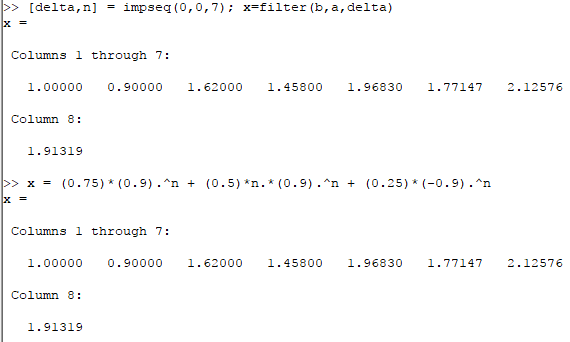 >> [delta,n] = impseq(0,0,7); x=filter(b,a,delta)
x =
Columns 1 through 7:
1.00000 0.90000 1.62000 1.45800 1.96830 1.77147 2.12576
Column 8:
1.91319
>> x = (0.75)*(0.9).^n + (0.5)*n.*(0.9).^n + (0.25)*(-0.9).^n
x =
Columns 1 through 7:
1.00000 0.90000 1.62000 1.45800 1.96830 1.77147 2.12576
Column 8:
1.91319